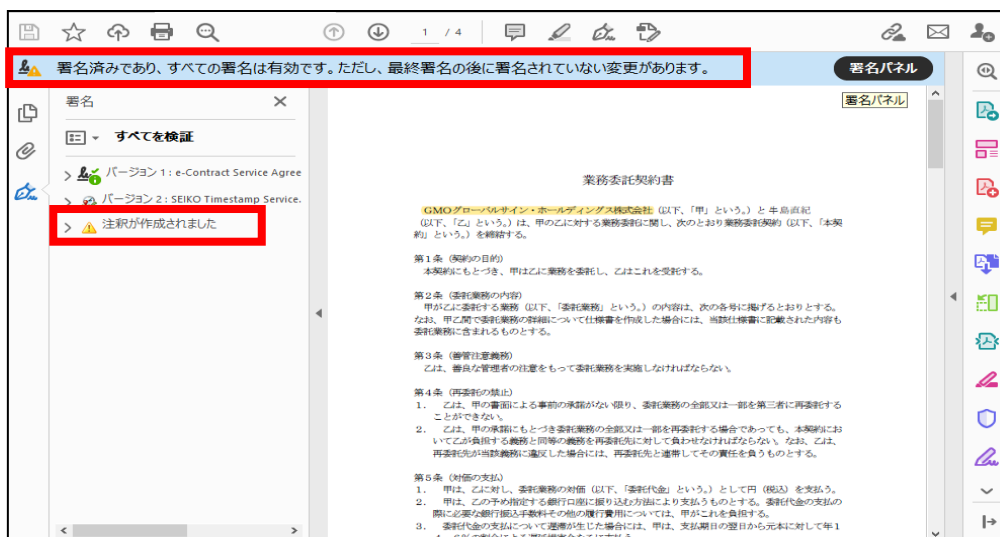 1 / 4
署名済みであり、すべての署名は有効です。ただし、最終署名の後に署名されていない変更があります。
署名パネル
署名
署名パネル
すべてを検証
バージョン 1 : e-Contract Service Agree
バージョン 2 : SEIKO Timestamp Service.
注釈が作成されました
業務委託契約書
GMOグローバルサイン・ホールディングス株式会社(以下、「甲」という。)と 牛島直紀
(以下、「乙」という。)は、甲の乙に対する業務委託に関し、次のとおり業務委託契約(以下、「本契
約」という。)を締結する。
第1条 (契約の目的)
本契約にもとづき、甲は乙に業務を委託し、乙はこれを受託する。
第2条 (委託業務の内容)
甲が乙に委託する業務(以下、「委託業務」という。)の内容は、次の各号に掲げるとおりとする。
なお、甲乙間で委託業務の詳細について仕様書を作成した場合には、当該仕様書に記載された内容も
委託業務に含まれるものとする。
第3条 (善管注意義務)
乙は、善良な管理者の注意をもって委託業務を実施しなければならない。
第4条 (再委託の禁止)
1. 乙は、甲の書面による事前の承諾がない限り、委託業務の全部又は一部を第三者に再委託する
ことができない。
2. 乙は、甲の承諾にもとづき委託業務の全部又は一部を再委託する場合であっても、本契約にお
いて乙が負担する義務と同等の義務を再委託先に対して負わせなければならない。なお、乙は、
再委託先が当該義務に違反した場合には、再委託先と連帯してその責任を負うものとする。
第5条 (対価の支払)
1. 甲は、乙に対し、委託業務の対価(以下、「委託代金」という。)として円(税込)を支払う。
2. 甲は、乙の予め指定する銀行口座に振り込む方法により支払うものとする。委託代金の支払の
際に必要な銀行振込手数料その他の履行費用については、甲がこれを負担する。
3. 委託代金の支払について遅滞が生じた場合には、甲は、支払期日の翌日から元本に対して年1